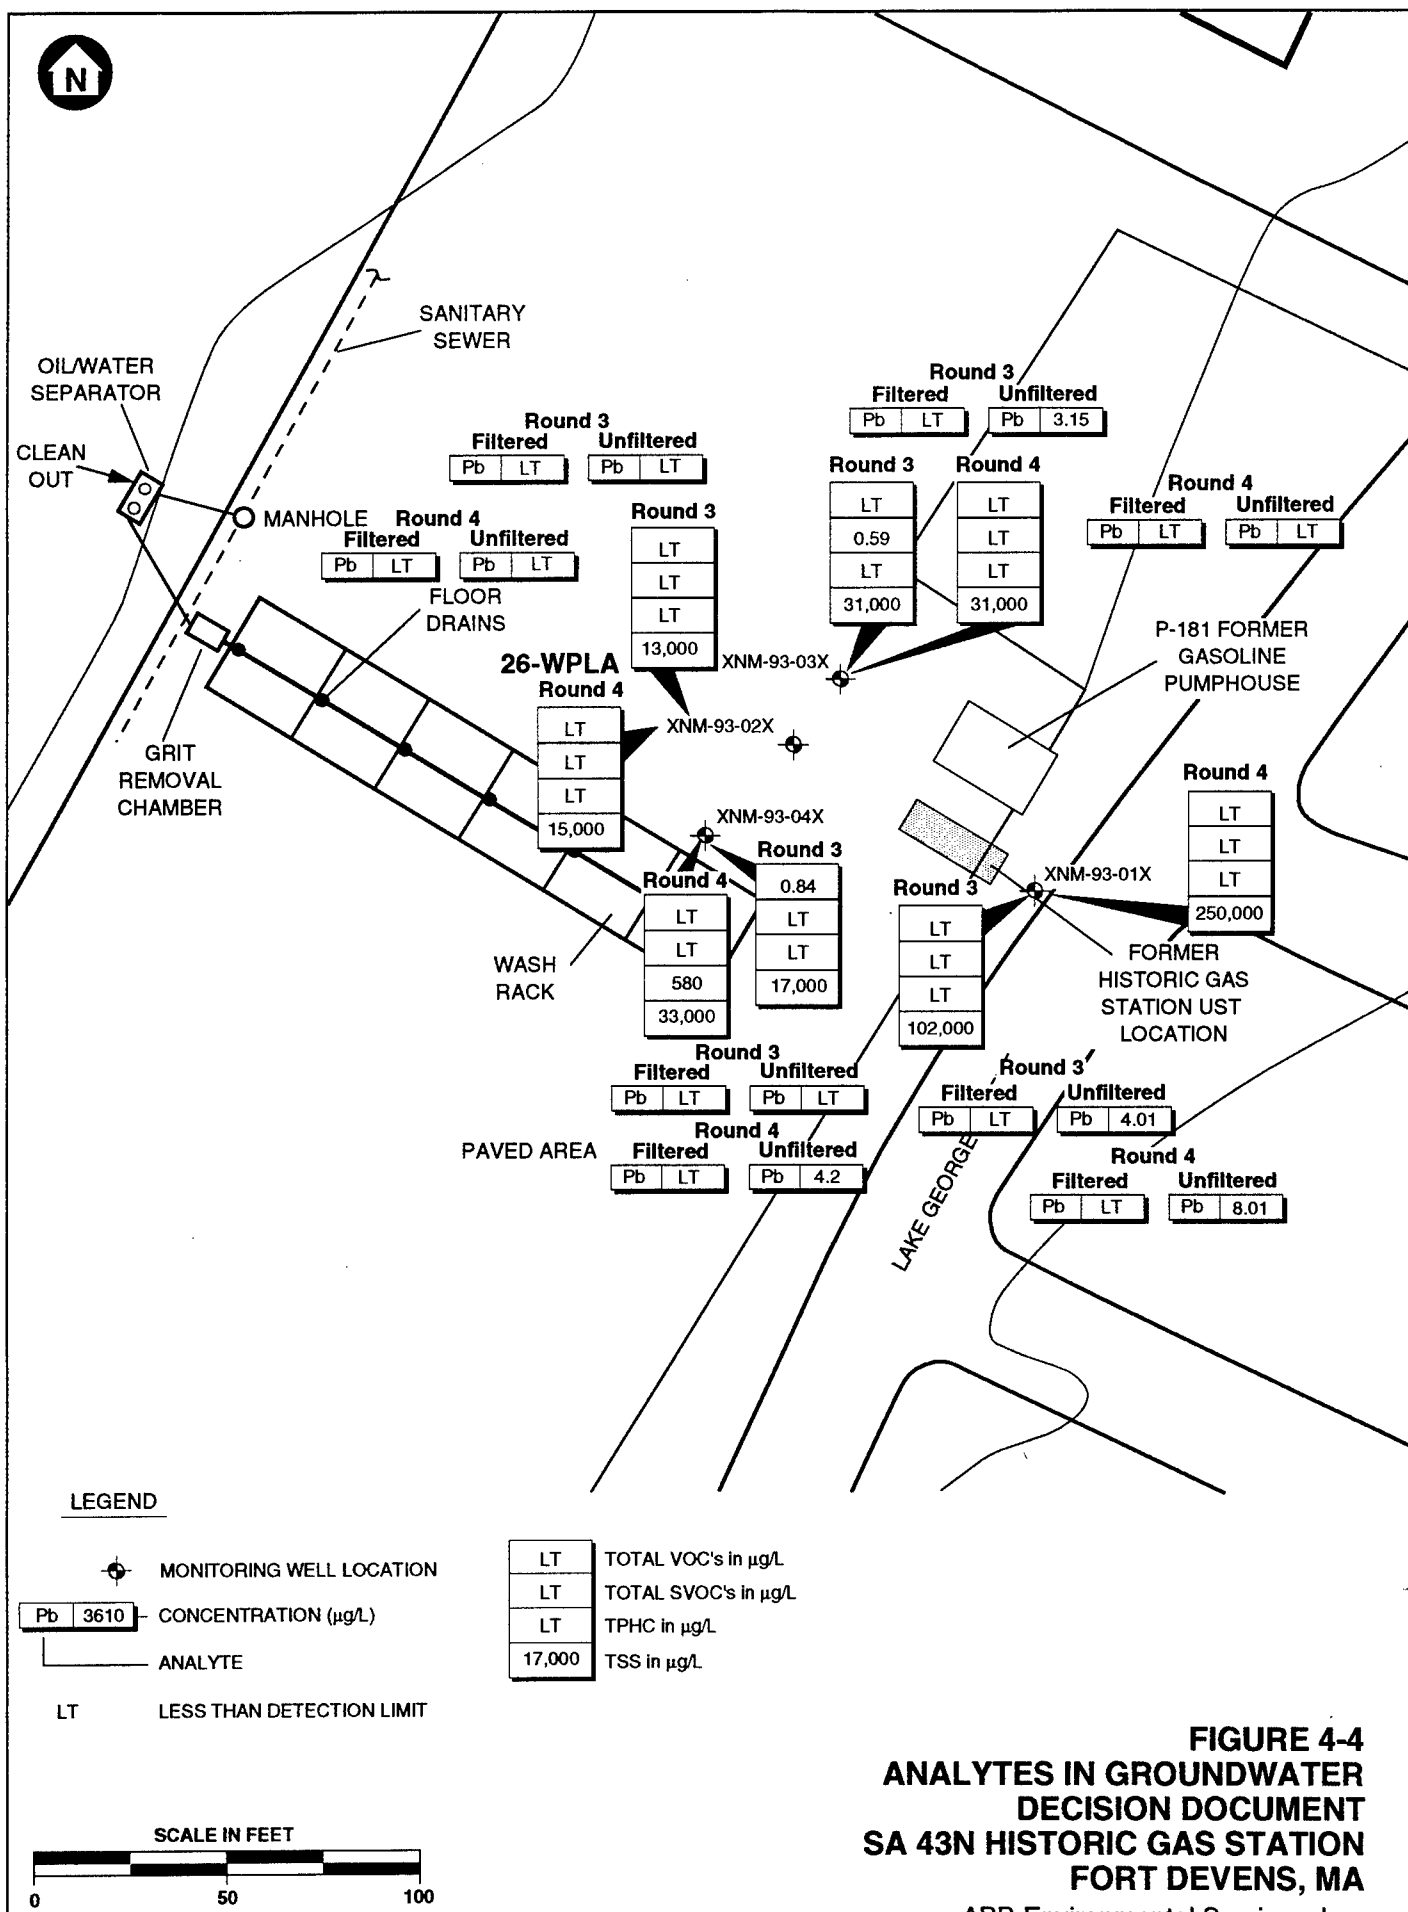 N
SANITARY
SEWER
OIL/WATER
SEPARATOR
CLEAN
OUT
MANHOLE
Round 3
Filtered Unfiltered
Pb LT Pb LT
Round 4
Filtered Unfiltered
Pb LT Pb LT
FLOOR
DRAINS
Round 3
LT
LT
LT
13,000
Round 3
Filtered Unfiltered
Pb LT Pb 3.15
Round 3
LT
0.59
LT
31,000
Round 4
LT
LT
LT
31,000
Round 4
Filtered Unfiltered
Pb LT Pb LT
P-181 FORMER
GASOLINE
PUMPHOUSE
26-WPLA
Round 4
LT
LT
LT
15,000
XNM-93-03X
XNM-93-02X
GRIT
REMOVAL
CHAMBER
XNM-93-04X
Round 3
0.84
LT
LT
17,000
Round 4
LT
LT
580
33,000
WASH
RACK
Round 3
LT
LT
LT
102,000
XNM-93-01X
Round 4
LT
LT
LT
250,000
FORMER
HISTORIC GAS
STATION UST
LOCATION
Round 3
Filtered Unfiltered
Pb LT Pb LT
PAVED AREA
Round 4
Filtered Unfiltered
Pb LT Pb 4.2
Round 3
Filtered Unfiltered
Pb LT Pb 4.01
Round 4
Filtered Unfiltered
Pb LT Pb 8.01
LAKE GEORGE
LEGEND
MONITORING WELL LOCATION
Pb 3610 CONCENTRATION (µg/L)
ANALYTE
LT LESS THAN DETECTION LIMIT
LT TOTAL VOC's in µg/L
LT TOTAL SVOC's in µg/L
LT TPHC in µg/L
17,000 TSS in µg/L
SCALE IN FEET
0 50 100
FIGURE 4-4
ANALYTES IN GROUNDWATER
DECISION DOCUMENT
SA 43N HISTORIC GAS STATION
FORT DEVENS, MA